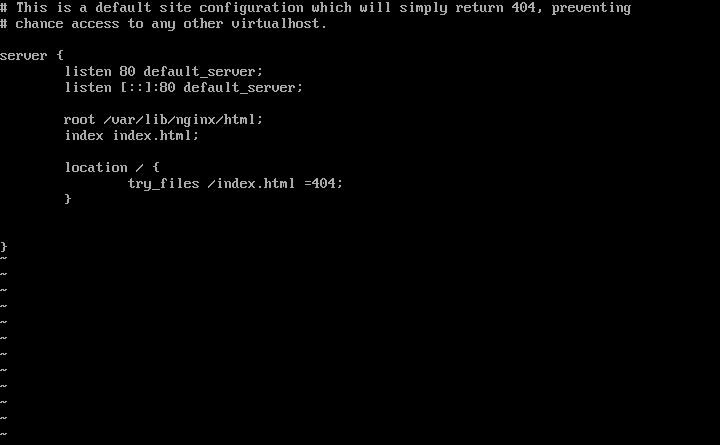 # This is a default site configuration which will simply return 404, preventing
# chance access to any other virtualhost.

server {
        listen 80 default_server;
        listen [::]:80 default_server;

        root /var/lib/nginx/html;
        index index.html;

        location / {
                try_files /index.html =404;
        }


}
~
~
~
~
~
~
~
~
~
~
~
~